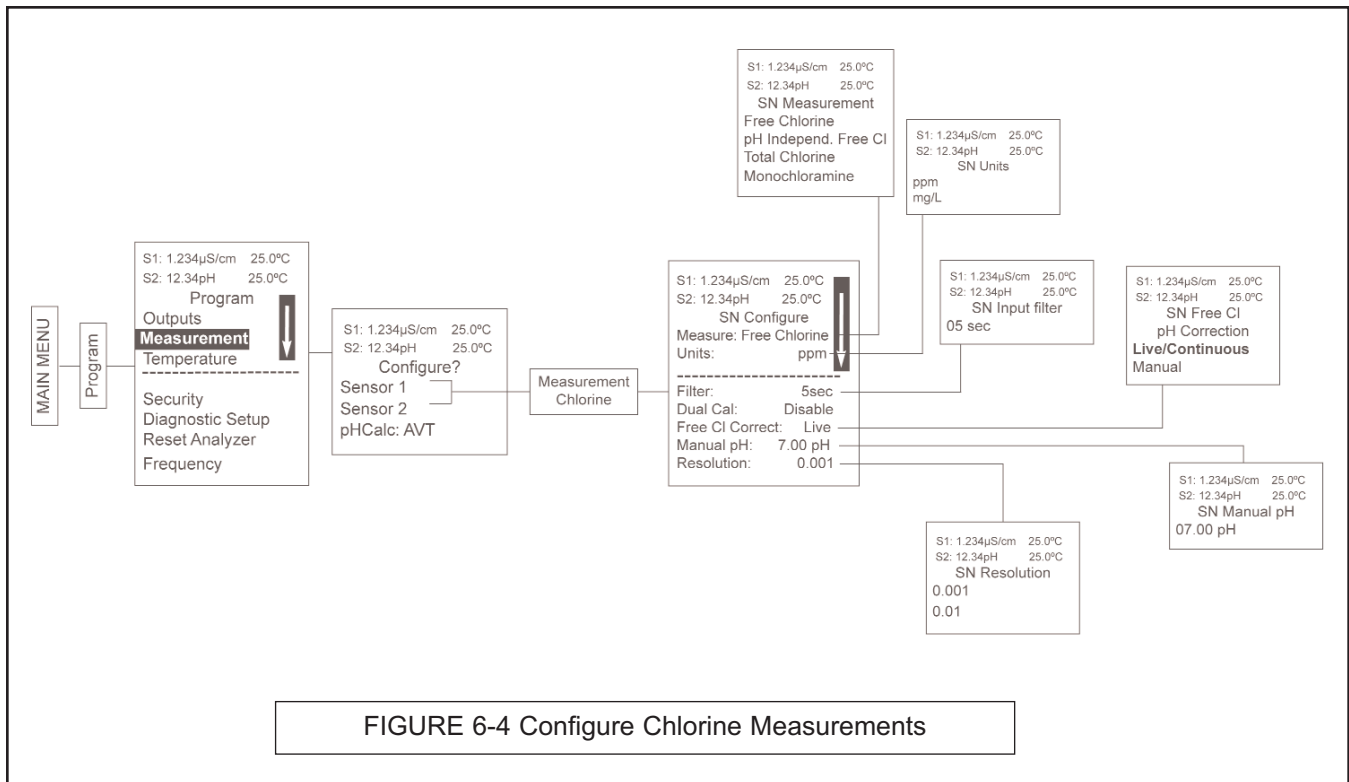 MAIN MENU
Program
S1: 1.234µS/cm 25.0ºC
S2: 12.34pH 25.0ºC
Program
Outputs
Measurement
Temperature
Security
Diagnostic Setup
Reset Analyzer
Frequency
S1: 1.234µS/cm 25.0ºC
S2: 12.34pH 25.0ºC
Configure?
Sensor 1
Sensor 2
pHCalc: AVT
Measurement
Chlorine
S1: 1.234µS/cm 25.0ºC
S2: 12.34pH 25.0ºC
SN Configure
Measure: Free Chlorine
Units: ppm
Filter: 5sec
Dual Cal: Disable
Free Cl Correct: Live
Manual pH: 7.00 pH
Resolution: 0.001
S1: 1.234µS/cm 25.0ºC
S2: 12.34pH 25.0ºC
SN Measurement
Free Chlorine
pH Independ. Free Cl
Total Chlorine
Monochloramine
S1: 1.234µS/cm 25.0ºC
S2: 12.34pH 25.0ºC
SN Units
ppm
mg/L
S1: 1.234µS/cm 25.0ºC
S2: 12.34pH 25.0ºC
SN Input filter
05 sec
S1: 1.234µS/cm 25.0ºC
S2: 12.34pH 25.0ºC
SN Free Cl
pH Correction
Live/Continuous
Manual
S1: 1.234µS/cm 25.0ºC
S2: 12.34pH 25.0ºC
SN Manual pH
07.00 pH
S1: 1.234µS/cm 25.0ºC
S2: 12.34pH 25.0ºC
SN Resolution
0.001
0.01
FIGURE 6-4 Configure Chlorine Measurements